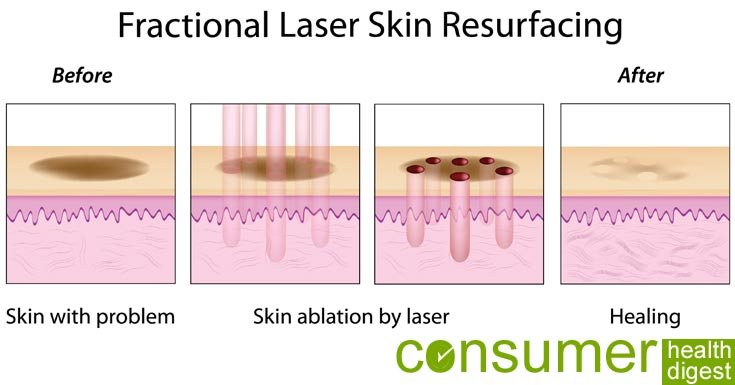 Fractional Laser Skin Resurfacing
Before
After
Skin with problem
Skin ablation by laser
Healing
consumer health digest